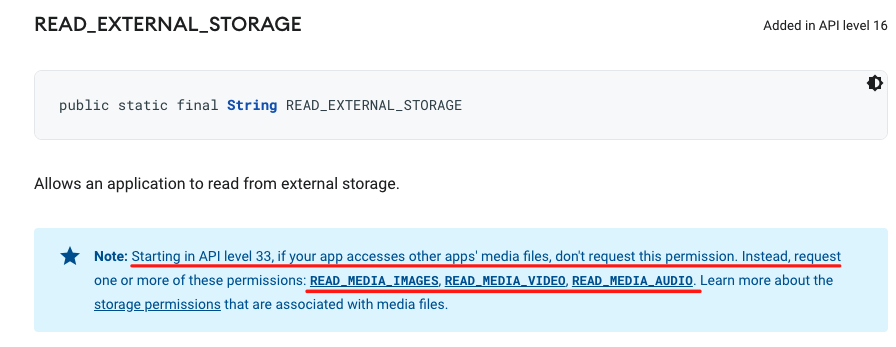 READ_EXTERNAL_STORAGE
Added in API level 16
public static final String READ_EXTERNAL_STORAGE
Allows an application to read from external storage.
Note: Starting in API level 33, if your app accesses other apps' media files, don't request this permission. Instead, request
one or more of these permissions: READ_MEDIA_IMAGES, READ_MEDIA_VIDEO, READ_MEDIA_AUDIO. Learn more about the
storage permissions that are associated with media files.